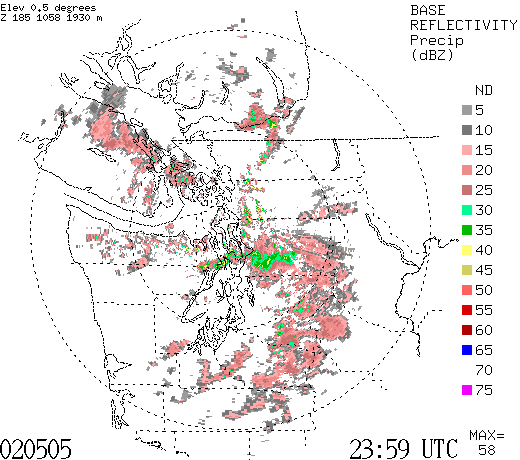 Elev 0.5 degrees
Z 185 1058 1930 m
BASE
REFLECTIVITY
Precip
(dBZ)
ND
5
10
15
20
25
30
35
40
45
50
55
60
65
70
75
MAX=
58
020505
23:59 UTC